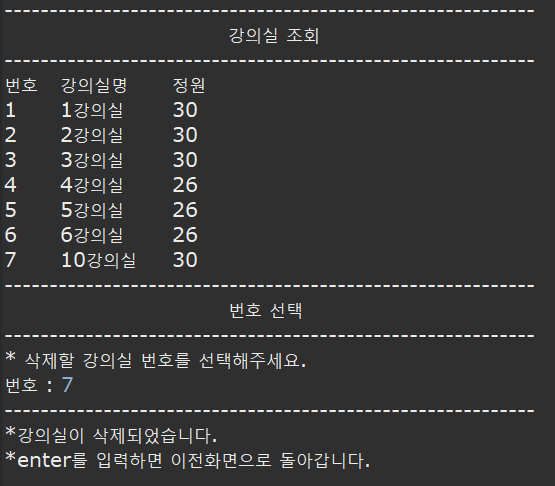 ------------------------------------------------------------
강의실 조회
------------------------------------------------------------
번호 강의실명 정원
1 1강의실 30
2 2강의실 30
3 3강의실 30
4 4강의실 26
5 5강의실 26
6 6강의실 26
7 10강의실 30
------------------------------------------------------------
번호 선택
------------------------------------------------------------
* 삭제할 강의실 번호를 선택해주세요.
번호 : 7
------------------------------------------------------------
*강의실이 삭제되었습니다.
*enter를 입력하면 이전화면으로 돌아갑니다.